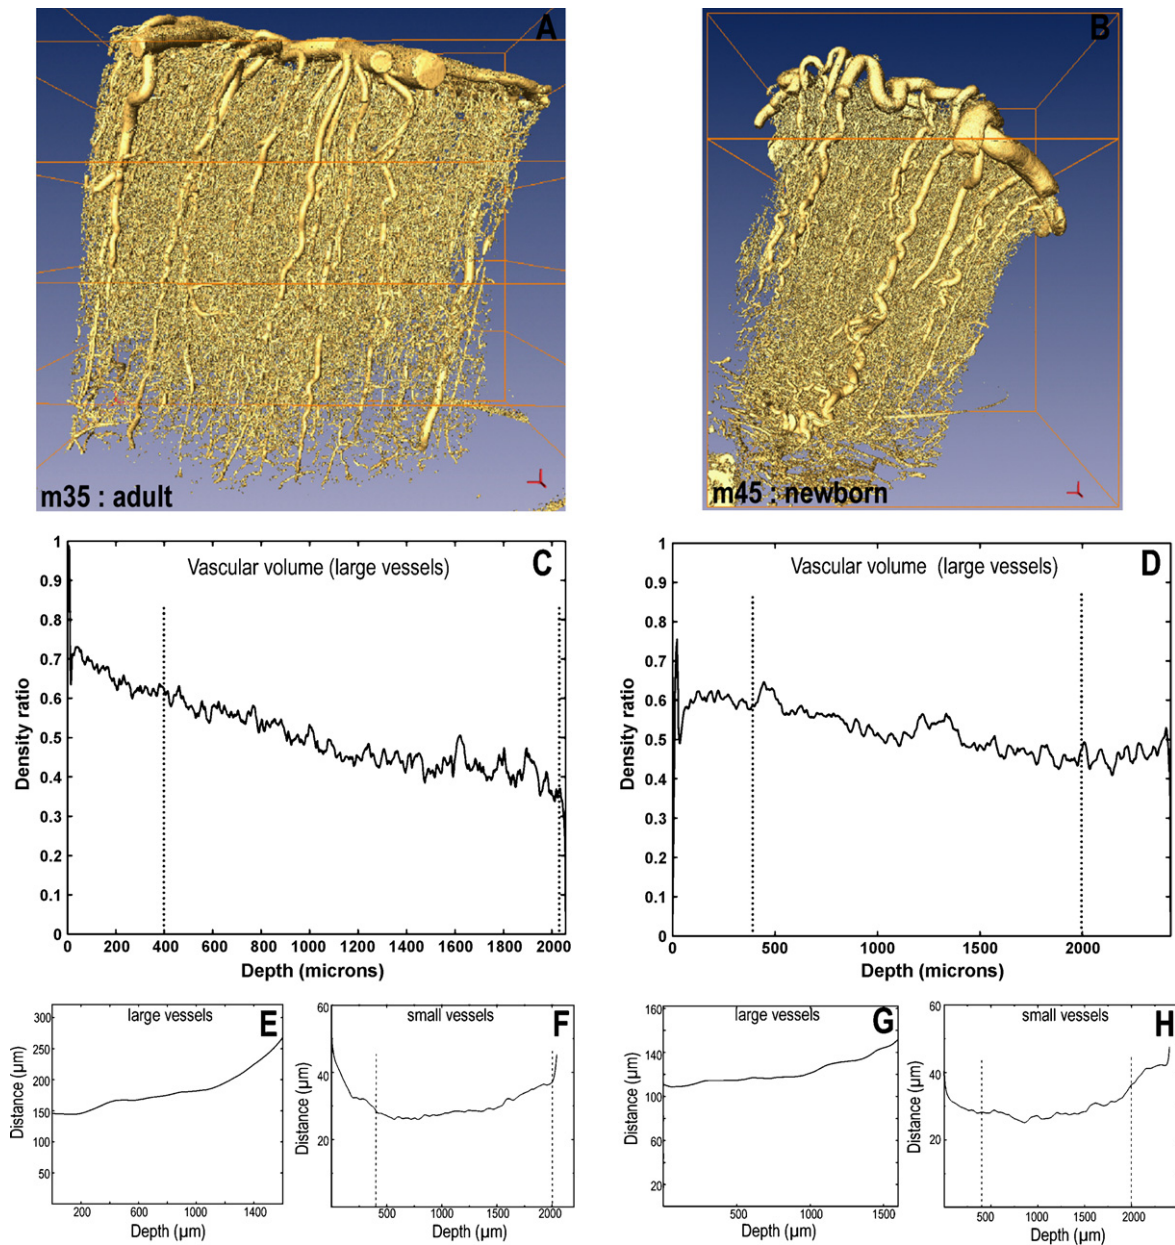 A
m35 : adult
B
m45 : newborn
C
Vascular volume (large vessels)
Density ratio
1
0.9
0.8
0.7
0.6
0.5
0.4
0.3
0.2
0.1
0
0 200 400 600 800 1000 1200 1400 1600 1800 2000
Depth (microns)
D
Vascular volume (large vessels)
Density ratio
1
0.9
0.8
0.7
0.6
0.5
0.4
0.3
0.2
0.1
0
0 500 1000 1500 2000
Depth (microns)
E
large vessels
Distance (µm)
300
250
200
150
100
50
200 600 1000 1400
Depth (µm)
F
small vessels
Distance (µm)
60
40
20
500 1000 1500 2000
Depth (µm)
G
large vessels
Distance (µm)
160
140
120
100
80
60
40
20
500 1000 1500
Depth (µm)
H
small vessels
Distance (µm)
60
40
20
500 1000 1500 2000
Depth (µm)